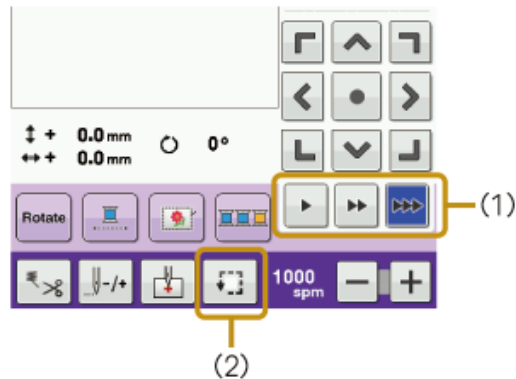 ↕ + 0.0 mm 0°
↔ + 0.0 mm
Rotate
(1)
-/+ 1000 spm − +
(2)